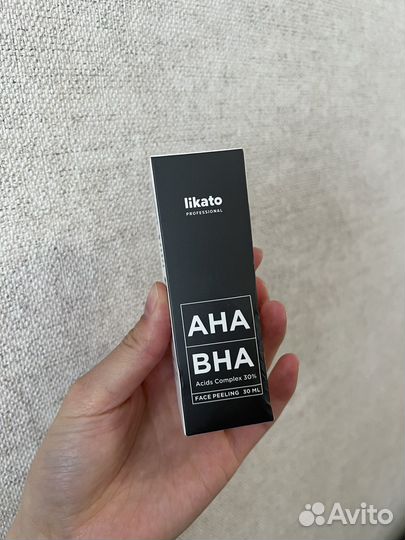 likato
PROFESSIONAL
AHA
BHA
Acids Complex 30%
FACE PEELING 30 ML
Avito